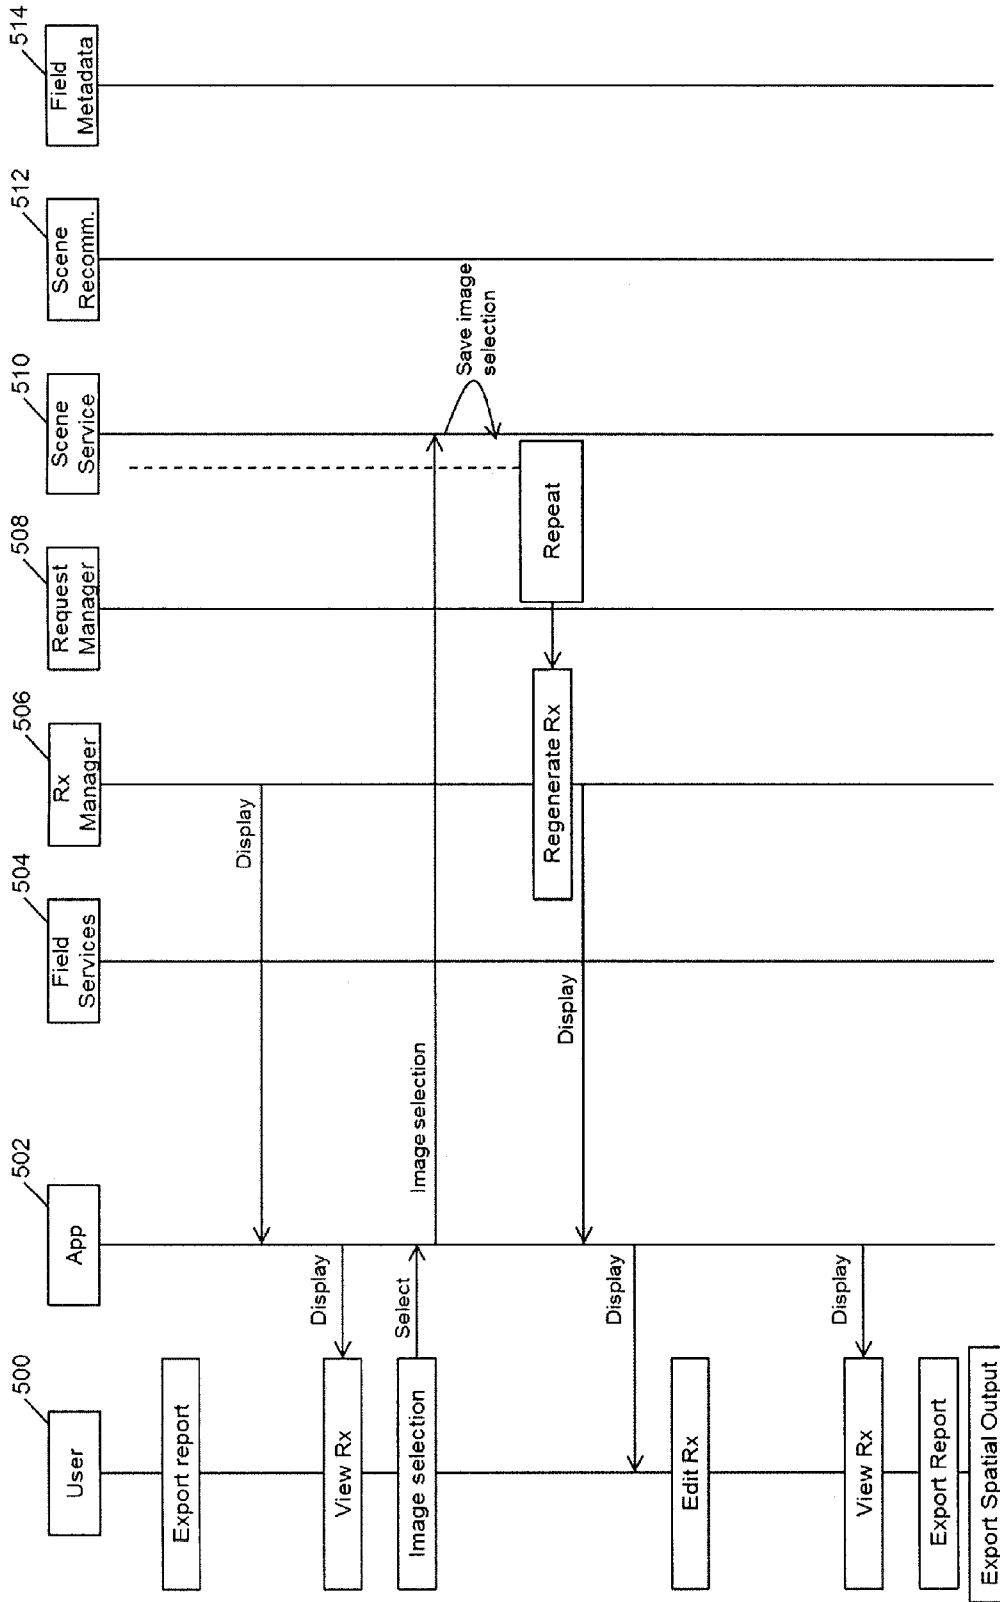 500
User
502
App
504
Field
Services
506
Rx
Manager
508
Request
Manager
510
Scene
Service
512
Scene
Recomm.
514
Field
Metadata
Export report
Display
View Rx
Display
Image selection
Select
Image selection
Save image
selection
Repeat
Regenerate Rx
Display
Display
Edit Rx
View Rx
Display
Export Report
Export Spatial Output